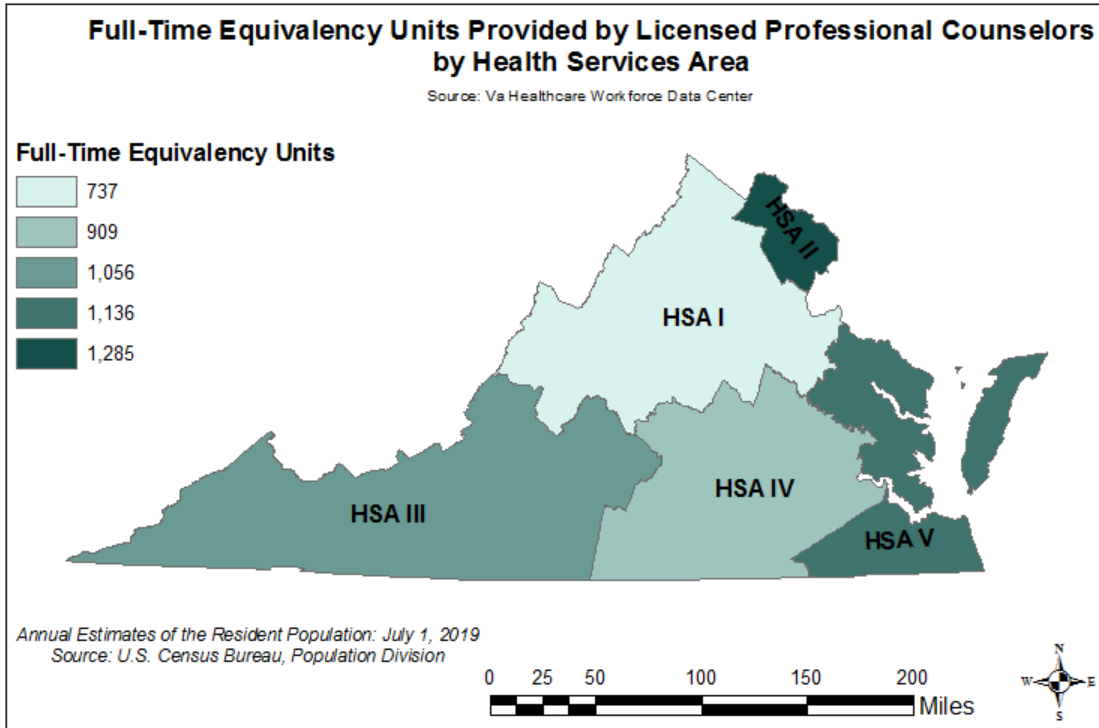 Full-Time Equivalency Units Provided by Licensed Professional Counselors
by Health Services Area
Source: Va Healthcare Workforce Data Center
Full-Time Equivalency Units
737
909
1,056
1,136
1,285
HSA II
HSA I
HSA IV
HSA III
HSA V
Annual Estimates of the Resident Population: July 1, 2019
Source: U.S. Census Bureau, Population Division
0 25 50 100 150 200
Miles
N
W E
S